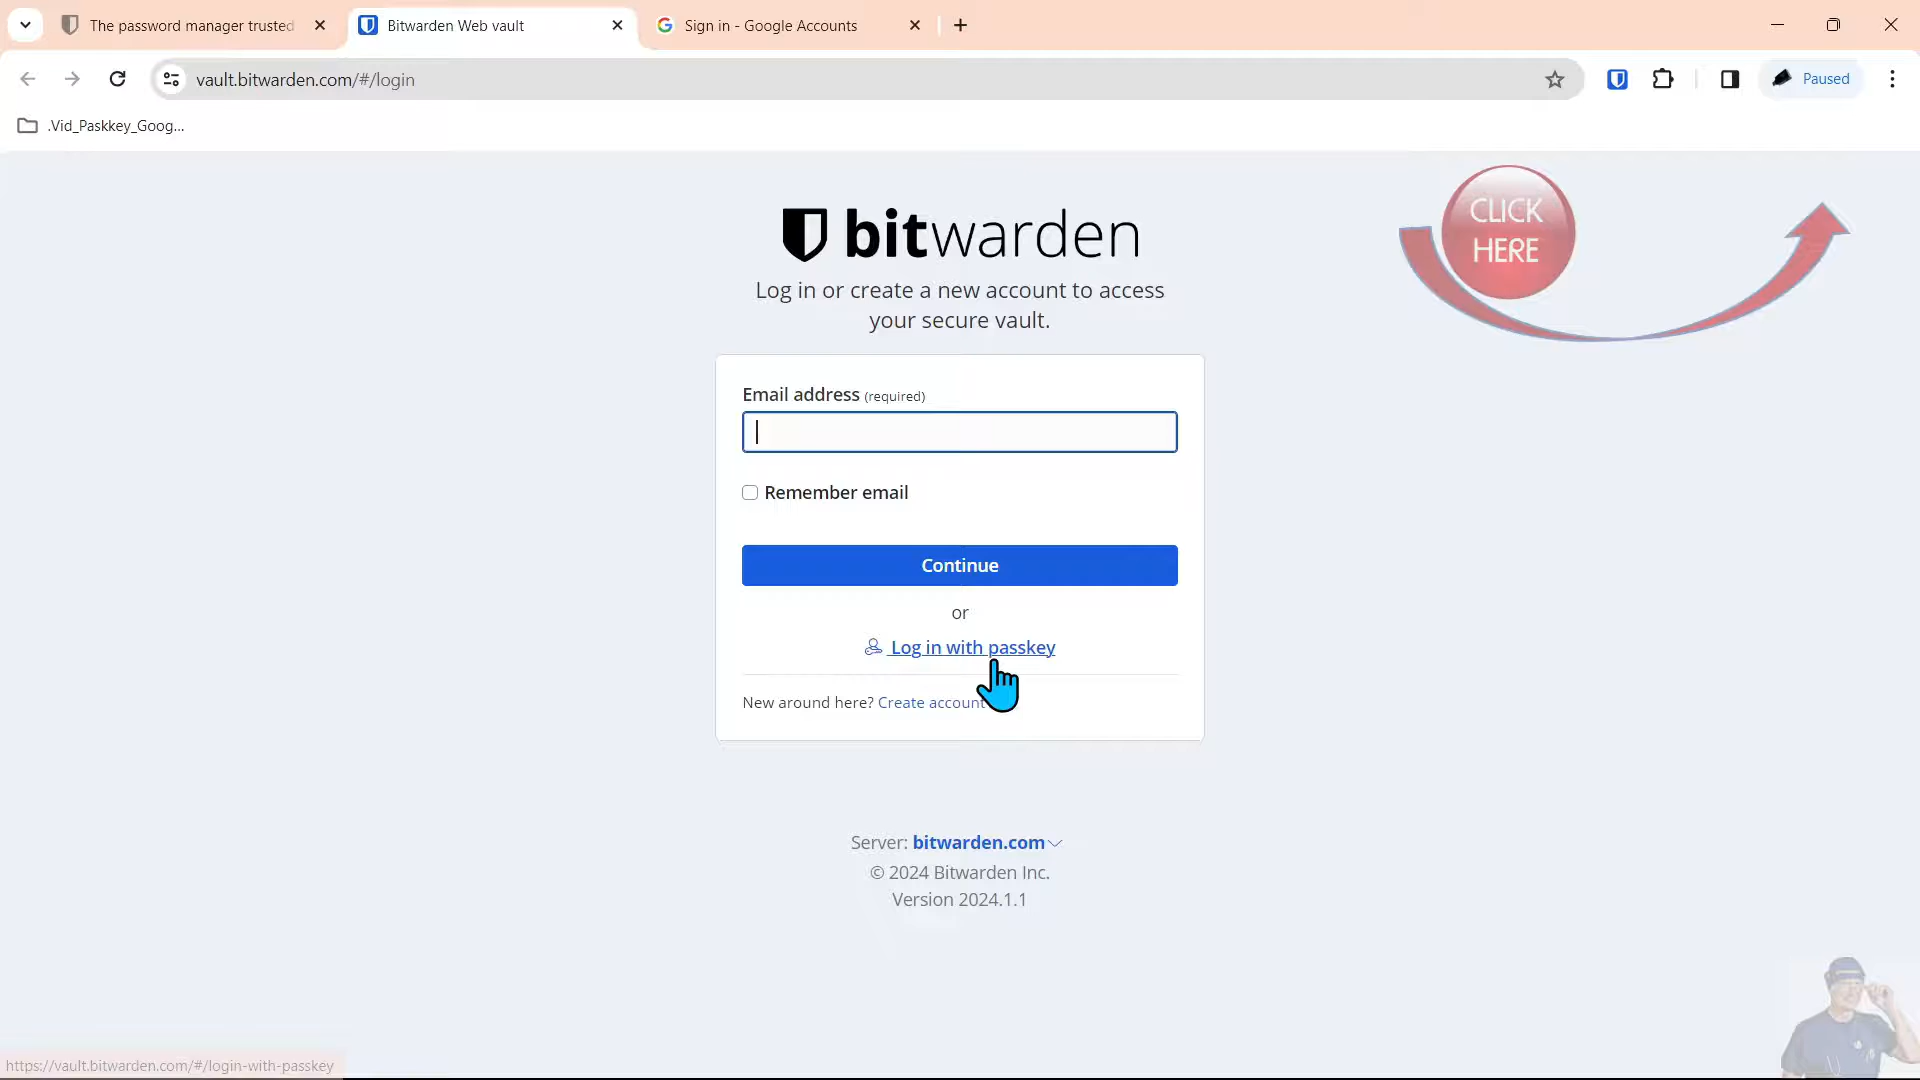 The password manager trusted
Bitwarden Web vault
Sign in - Google Accounts
vault.bitwarden.com/#/login
Paused
.Vid_Paskkey_Goog...
CLICK
HERE
bitwarden
Log in or create a new account to access
your secure vault.
Email address (required)
Remember email
Continue
or
Log in with passkey
New around here? Create account
Server: bitwarden.com
© 2024 Bitwarden Inc.
Version 2024.1.1
https://vault.bitwarden.com/#/login-with-passkey